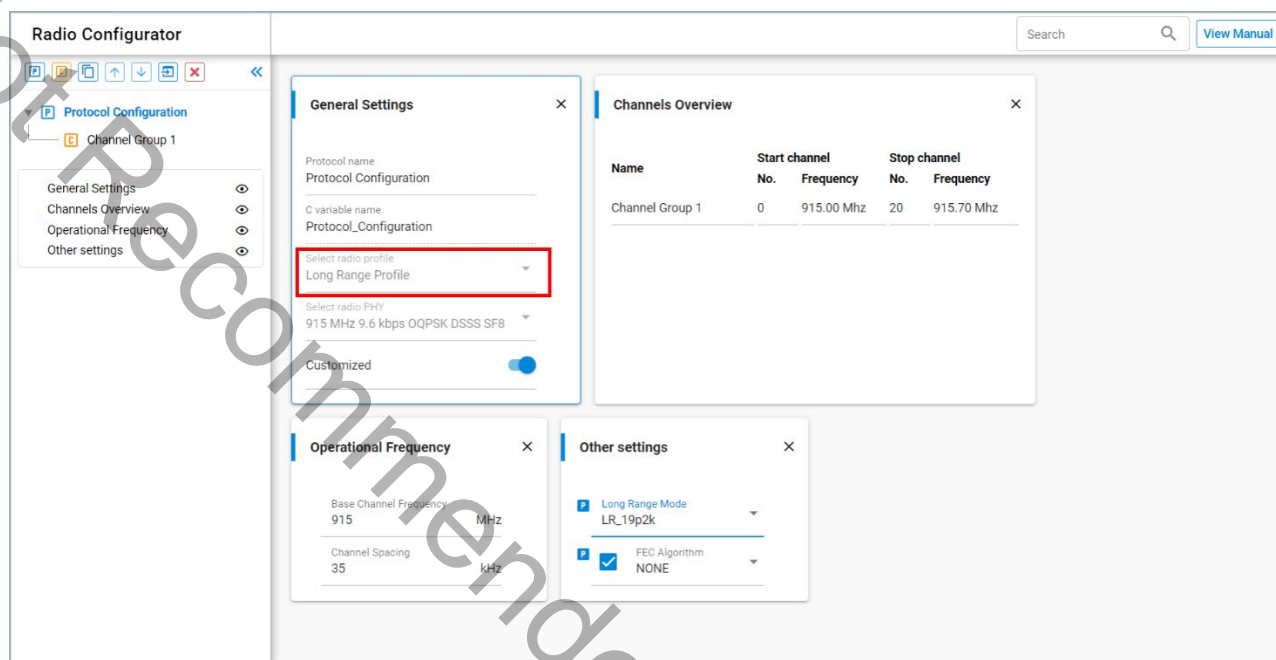 Radio Configurator
Search
View Manual
Protocol Configuration
Channel Group 1
General Settings
Channels Overview
Operational Frequency
Other settings
General Settings
Protocol name
Protocol Configuration
C variable name
Protocol_Configuration
Select radio profile
Long Range Profile
Select radio PHY
915 MHz 9.6 kbps OQPSK DSSS SF8
Customized
Channels Overview
Start channel Stop channel
Name
No. Frequency No. Frequency
Channel Group 1 0 915.00 Mhz 20 915.70 Mhz
Operational Frequency
Base Channel Frequency
915 MHz
Channel Spacing
35 kHz
Other settings
P Long Range Mode
LR_19p2k
P FEC Algorithm
NONE
ot Recommende